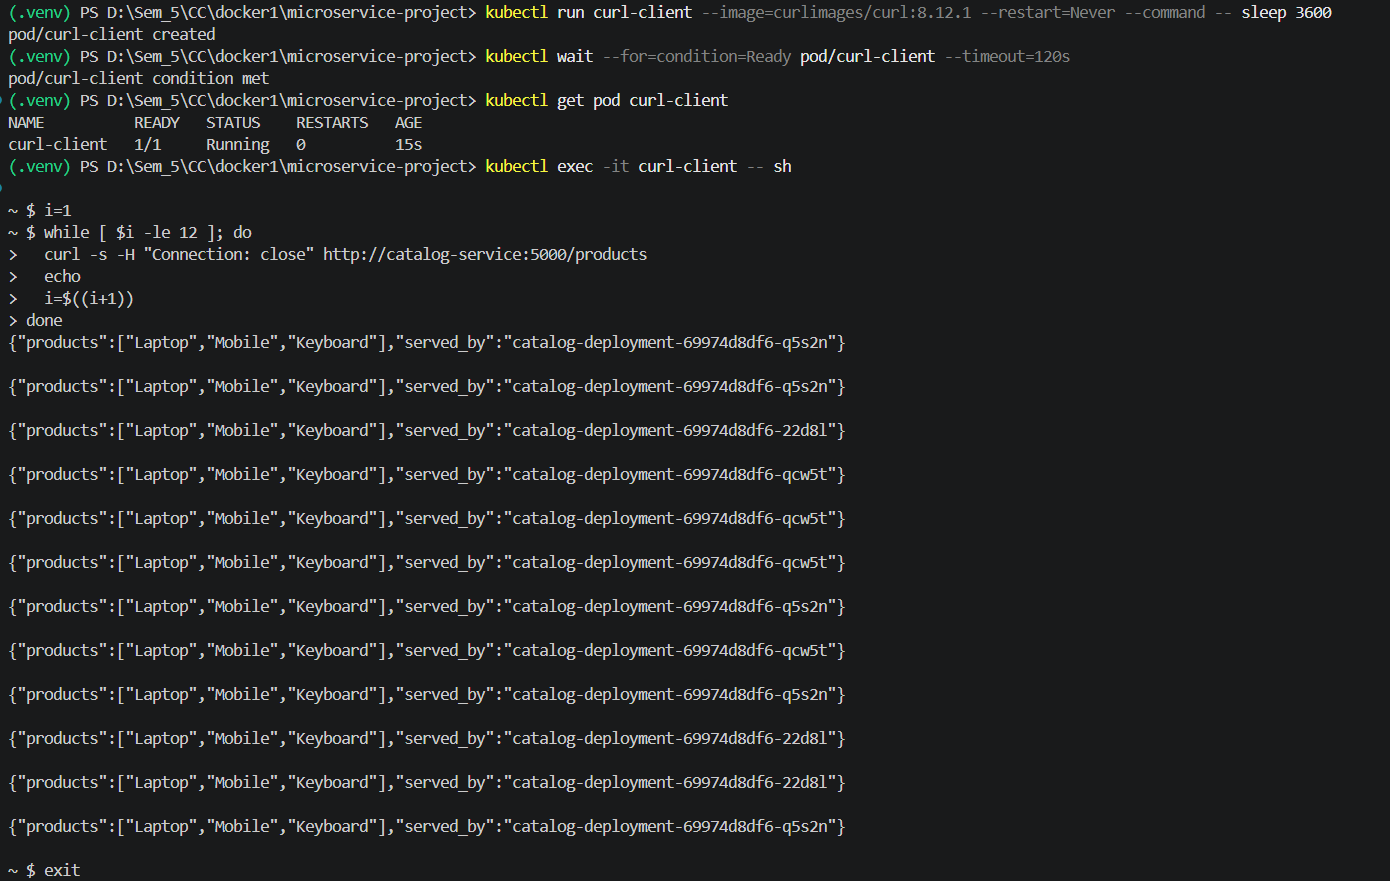 (.venv) PS D:\Sem_5\CC\docker1\microservice-project> kubectl run curl-client --image=curlimages/curl:8.12.1 --restart=Never --command -- sleep 3600
pod/curl-client created
(.venv) PS D:\Sem_5\CC\docker1\microservice-project> kubectl wait --for=condition=Ready pod/curl-client --timeout=120s
pod/curl-client condition met
(.venv) PS D:\Sem_5\CC\docker1\microservice-project> kubectl get pod curl-client
NAME          READY   STATUS    RESTARTS   AGE
curl-client   1/1     Running   0          15s
(.venv) PS D:\Sem_5\CC\docker1\microservice-project> kubectl exec -it curl-client -- sh
~ $ i=1
~ $ while [ $i -le 12 ]; do
>   curl -s -H "Connection: close" http://catalog-service:5000/products
>   echo
>   i=$((i+1))
> done
{"products":["Laptop","Mobile","Keyboard"],"served_by":"catalog-deployment-69974d8df6-q5s2n"}
{"products":["Laptop","Mobile","Keyboard"],"served_by":"catalog-deployment-69974d8df6-q5s2n"}
{"products":["Laptop","Mobile","Keyboard"],"served_by":"catalog-deployment-69974d8df6-22d8l"}
{"products":["Laptop","Mobile","Keyboard"],"served_by":"catalog-deployment-69974d8df6-qcw5t"}
{"products":["Laptop","Mobile","Keyboard"],"served_by":"catalog-deployment-69974d8df6-qcw5t"}
{"products":["Laptop","Mobile","Keyboard"],"served_by":"catalog-deployment-69974d8df6-qcw5t"}
{"products":["Laptop","Mobile","Keyboard"],"served_by":"catalog-deployment-69974d8df6-q5s2n"}
{"products":["Laptop","Mobile","Keyboard"],"served_by":"catalog-deployment-69974d8df6-qcw5t"}
{"products":["Laptop","Mobile","Keyboard"],"served_by":"catalog-deployment-69974d8df6-q5s2n"}
{"products":["Laptop","Mobile","Keyboard"],"served_by":"catalog-deployment-69974d8df6-22d8l"}
{"products":["Laptop","Mobile","Keyboard"],"served_by":"catalog-deployment-69974d8df6-22d8l"}
{"products":["Laptop","Mobile","Keyboard"],"served_by":"catalog-deployment-69974d8df6-q5s2n"}
~ $ exit